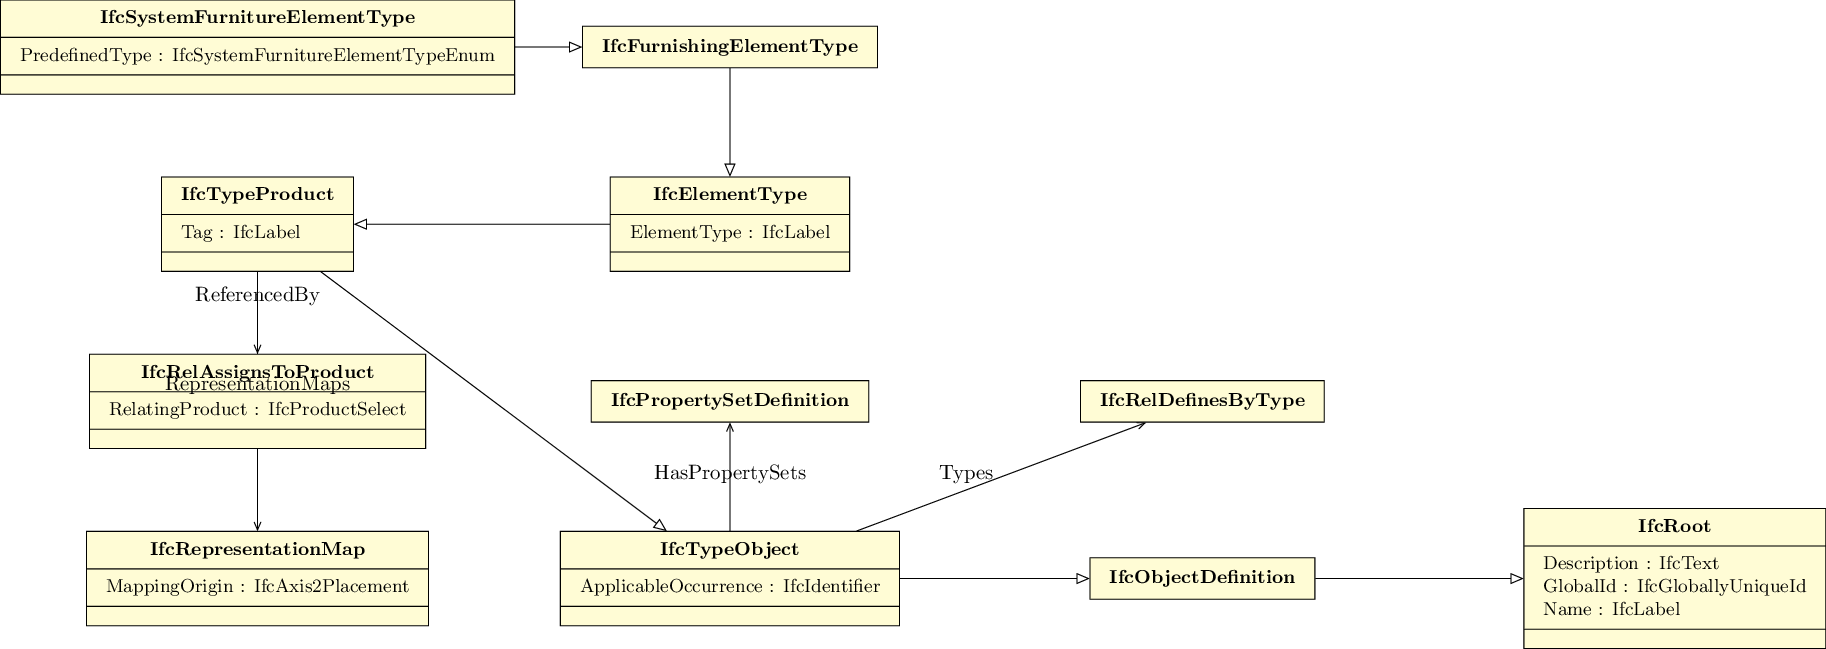 IfcSystemFurnitureElementType
PredefinedType : IfcSystemFurnitureElementTypeEnum
IfcFurnishingElementType
IfcTypeProduct
Tag : IfcLabel
IfcElementType
ElementType : IfcLabel
ReferencedBy
IfcRelAssignsToProduct
RepresentationMaps
RelatingProduct : IfcProductSelect
IfcPropertySetDefinition
IfcRelDefinesByType
HasPropertySets
Types
IfcRepresentationMap
MappingOrigin : IfcAxis2Placement
IfcTypeObject
ApplicableOccurrence : IfcIdentifier
IfcObjectDefinition
IfcRoot
Description : IfcText
GlobalId : IfcGloballyUniqueId
Name : IfcLabel